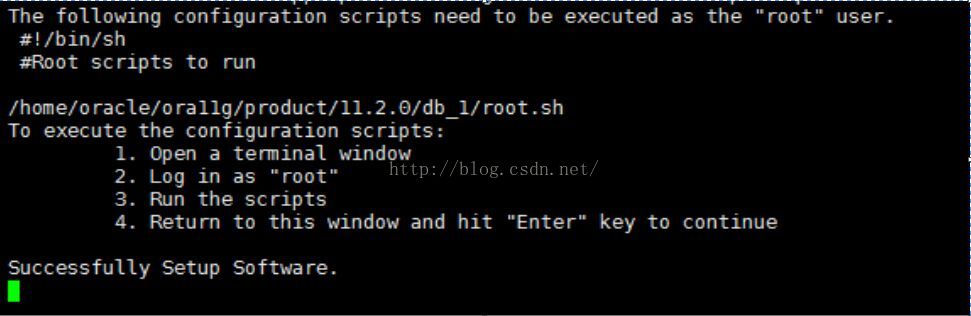 The following configuration scripts need to be executed as the "root" user.
#!/bin/sh
#Root scripts to run
/home/oracle/ora11g/product/11.2.0/db_1/root.sh
To execute the configuration scripts:
1. Open a terminal window
2. Log in as "root"
3. Run the scripts
4. Return to this window and hit "Enter" key to continue
http://blog.csdn.net/
Successfully Setup Software.